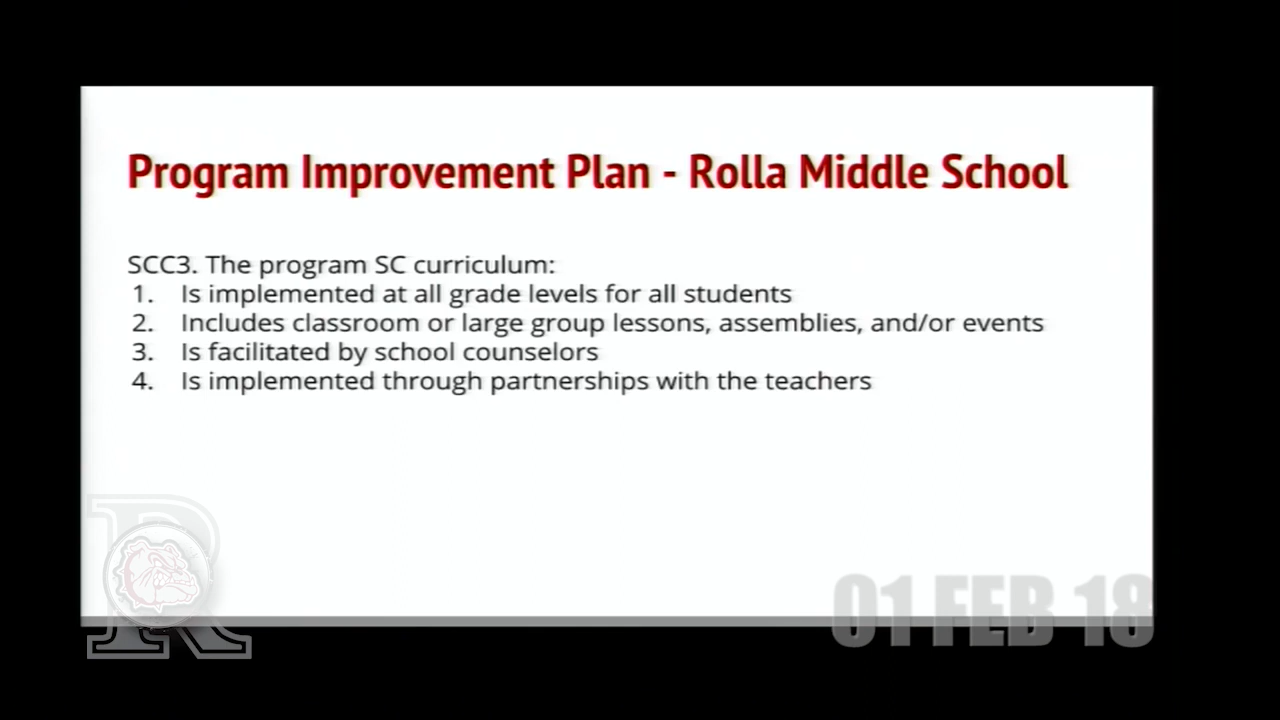 Program Improvement Plan - Rolla Middle School
SCC3. The program SC curriculum:
1. Is implemented at all grade levels for all students
2. Includes classroom or large group lessons, assemblies, and/or events
3. Is facilitated by school counselors
4. Is implemented through partnerships with the teachers
R
01 FEB 18